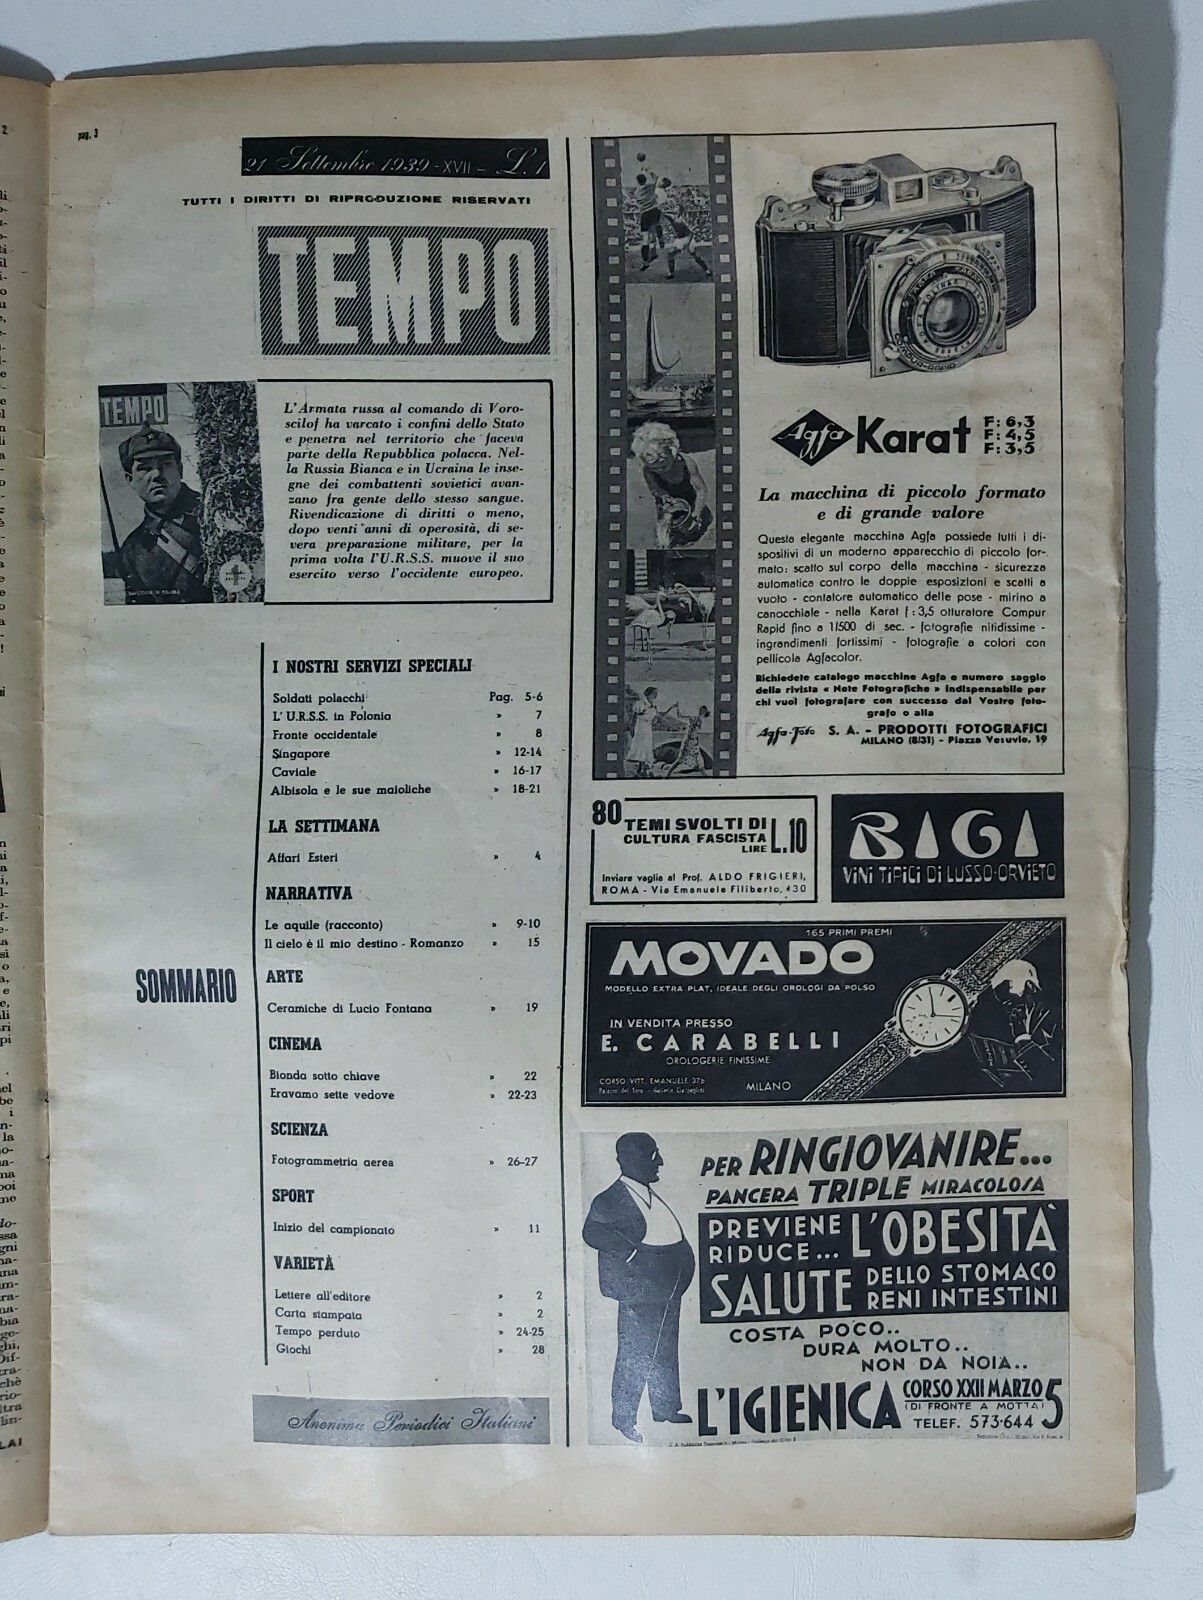 pag. 3
21 Settembre 1939 - XVII - L. 1
TUTTI I DIRITTI DI RIPRODUZIONE RISERVATI
TEMPO
TEMPO
L'Armata russa al comando di Voro-
scilof ha varcato i confini dello Stato
e penetra nel territorio che faceva
parte della Repubblica polacca. Nel-
la Russia Bianca e in Ucraina le inse-
gne dei combattenti sovietici avan-
zano fra gente dello stesso sangue.
Rivendicazione di diritti o meno,
dopo venti anni di operosità, di se-
vera preparazione militare, per la
prima volta l'U.R.S.S. muove il suo
esercito verso l'occidente europeo.
SOMMARIO
I NOSTRI SERVIZI SPECIALI
Soldati polacchi Pag. 5-6
L'U.R.S.S. in Polonia » 7
Fronte occidentale » 8
Singapore » 12-14
Caviale » 16-17
Albisola e le sue maioliche » 18-21
LA SETTIMANA
Affari Esteri » 4
NARRATIVA
Le aquile (racconto) » 9-10
Il cielo è il mio destino - Romanzo » 15
ARTE
Ceramiche di Lucio Fontana » 19
CINEMA
Bionda sotto chiave » 22
Eravamo sette vedove » 22-23
SCIENZA
Fotogrammetria aerea » 26-27
SPORT
Inizio del campionato » 11
VARIETÀ
Lettere all'editore » 2
Carta stampata » 2
Tempo perduto » 24-25
Giochi » 28
Anonima Periodici Italiani
Agfa Karat F: 6,3
F: 4,5
F: 3,5
La macchina di piccolo formato
e di grande valore
Questa elegante macchina Agfa possiede tutti i di-
spositivi di un moderno apparecchio di piccolo for-
mato: scatto sul corpo della macchina - sicurezza
automatica contro le doppie esposizioni e scatti a
vuoto - contatore automatico delle pose - mirino a
canocchiale - nella Karat f : 3,5 otturatore Compur
Rapid fino a 1/500 di sec. - fotografie nitidissime -
ingrandimenti fortissimi - fotografie a colori con
pellicola Agfacolor.
Richiedete catalogo macchine Agfa e numero saggio
della rivista « Note Fotografiche » indispensabile per
chi vuol fotografare con successo dal Vostro foto-
grafo o alla
Agfa-Foto S. A. - PRODOTTI FOTOGRAFICI
MILANO (8/31) - Piazza Vesuvio, 19
80 TEMI SVOLTI DI
CULTURA FASCISTA
LIRE L.10
Inviare vaglia al Prof. ALDO FRIGIERI,
ROMA - Via Emanuele Filiberto, 130
BIGI
VINI TIPICI DI LUSSO-ORVIETO
165 PRIMI PREMI
MOVADO
MODELLO EXTRA PLAT, IDEALE DEGLI OROLOGI DA POLSO
IN VENDITA PRESSO
E. CARABELLI
OROLOGERIE FINISSIME
CORSO VITT. EMANUELE 37b
MILANO
PER RINGIOVANIRE...
PANCERA TRIPLE MIRACOLOSA
PREVIENE
RIDUCE... L'OBESITÀ
SALUTE DELLO STOMACO
RENI INTESTINI
COSTA POCO..
DURA MOLTO..
NON DA NOIA..
L'IGIENICA CORSO XXII MARZO 5
(DI FRONTE A MOTTA)
TELEF. 573-644